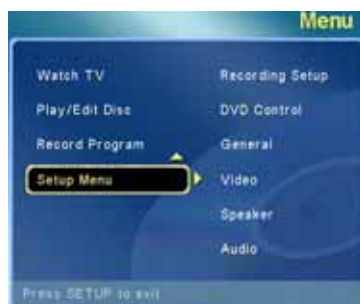 Menu
Watch TV
Play/Edit Disc
Record Program
Setup Menu
Recording Setup
DVD Control
General
Video
Speaker
Audio
Press SETUP to exit